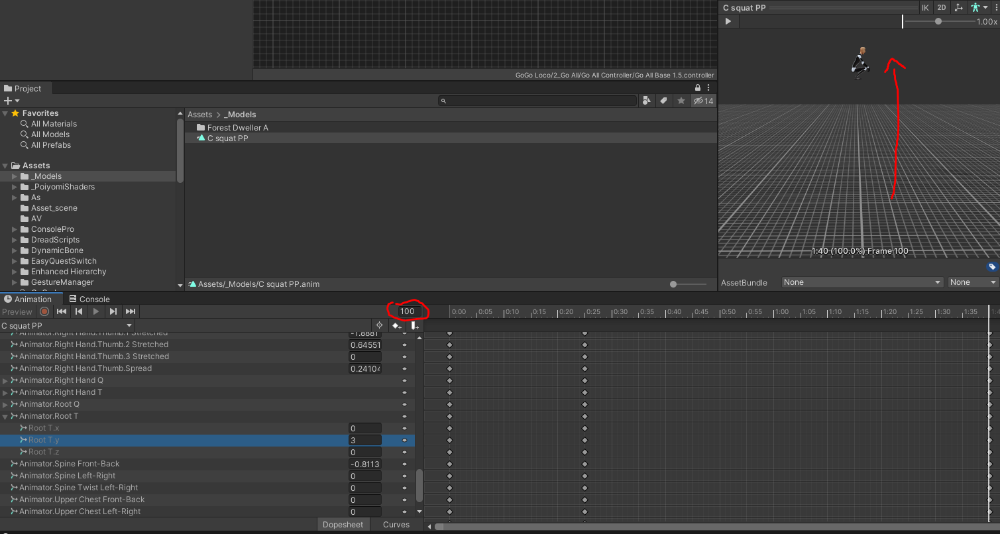 C squat PP IK 2D
1.00x
GoGo Loco/2_Go All/Go All Controller/Go All Base 1.5.controller
Project
14
Favorites
All Materials
All Models
All Prefabs
Assets
_Models
_PoiyomiShaders
As
Asset_scene
AV
ConsolePro
DreadScripts
DynamicBone
EasyQuestSwitch
Enhanced Hierarchy
GestureManager
Assets > _Models
Forest Dweller A
C squat PP
Assets/_Models/C squat PP.anim
1:40 (100.0%) Frame 100
AssetBundle None None
Animation Console
Preview 100 0:00 0:05 0:10 0:15 0:20 0:25 0:30 0:35 0:40 0:45 0:50 0:55 1:00 1:05 1:10 1:15 1:20 1:25 1:30 1:35
C squat PP
Animator.Right Hand.Thumb.1 Stretched -1.8881
Animator.Right Hand.Thumb.2 Stretched 0.64551
Animator.Right Hand.Thumb.3 Stretched 0
Animator.Right Hand.Thumb.Spread 0.24104
Animator.Right Hand Q
Animator.Right Hand T
Animator.Root Q
Animator.Root T
Root T.x 0
Root T.y 3
Root T.z 0
Animator.Spine Front-Back -0.8113
Animator.Spine Left-Right 0
Animator.Spine Twist Left-Right 0
Animator.Upper Chest Front-Back 0
Animator.Upper Chest Left-Right 0
Dopesheet Curves